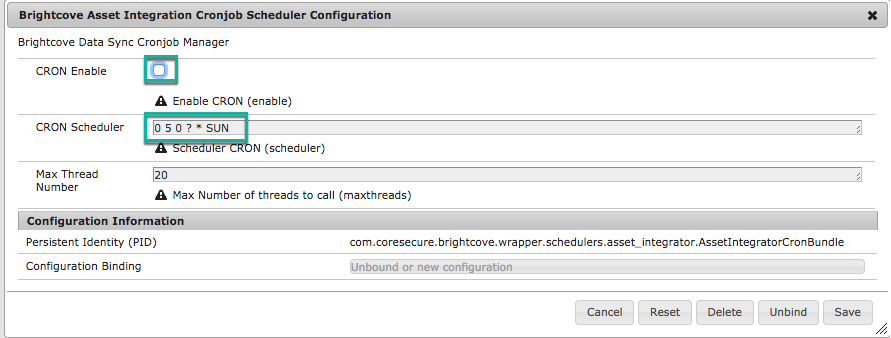 Brightcove Asset Integration Cronjob Scheduler Configuration
Brightcove Data Sync Cronjob Manager
CRON Enable
Enable CRON (enable)
CRON Scheduler
0 5 0 ? * SUN
Scheduler CRON (scheduler)
Max Thread
Number
20
Max Number of threads to call (maxthreads)
Configuration Information
Persistent Identity (PID) com.coresecure.brightcove.wrapper.schedulers.asset_integrator.AssetIntegratorCronBundle
Configuration Binding Unbound or new configuration
Cancel Reset Delete Unbind Save